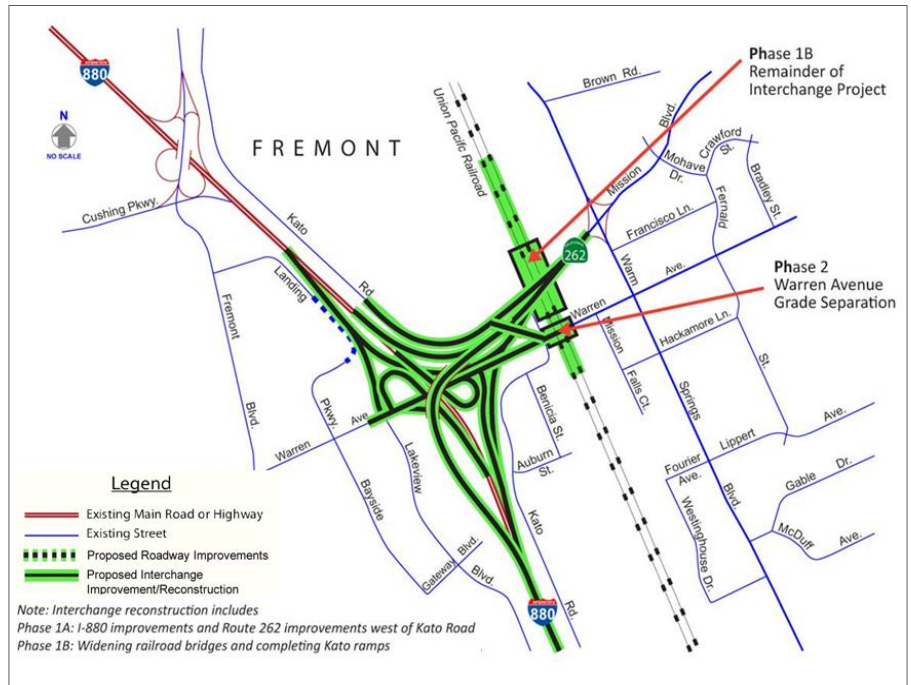 880
N
NO SCALE
FREMONT
Union Pacific Railroad
Brown Rd.
Phase 1B
Remainder of
Interchange Project
Mission
Blvd.
Mohave
Dr.
Crawford
St.
Bradley St.
Fernald
St.
Francisco Ln.
262
Cushing Pkwy.
Kato
Rd.
Landing
Pkwy.
Fremont
Blvd.
Warm
Springs
Blvd.
Warren
Ave.
Phase 2
Warren Avenue
Grade Separation
Mission
Falls Ct.
Hackamore Ln.
Benicia St.
Auburn
St.
Warren
Ave.
Bayside
Lakeview
Blvd.
Gateway Blvd.
Kato
Rd.
Fourier
Ave.
Lippert
Ave.
Westinghouse Dr.
Gable Dr.
McDuff
Ave.
880
Legend
Existing Main Road or Highway
Existing Street
Proposed Roadway Improvements
Proposed Interchange
Improvement/Reconstruction
Note: Interchange reconstruction includes
Phase 1A: I-880 improvements and Route 262 improvements west of Kato Road
Phase 1B: Widening railroad bridges and completing Kato ramps